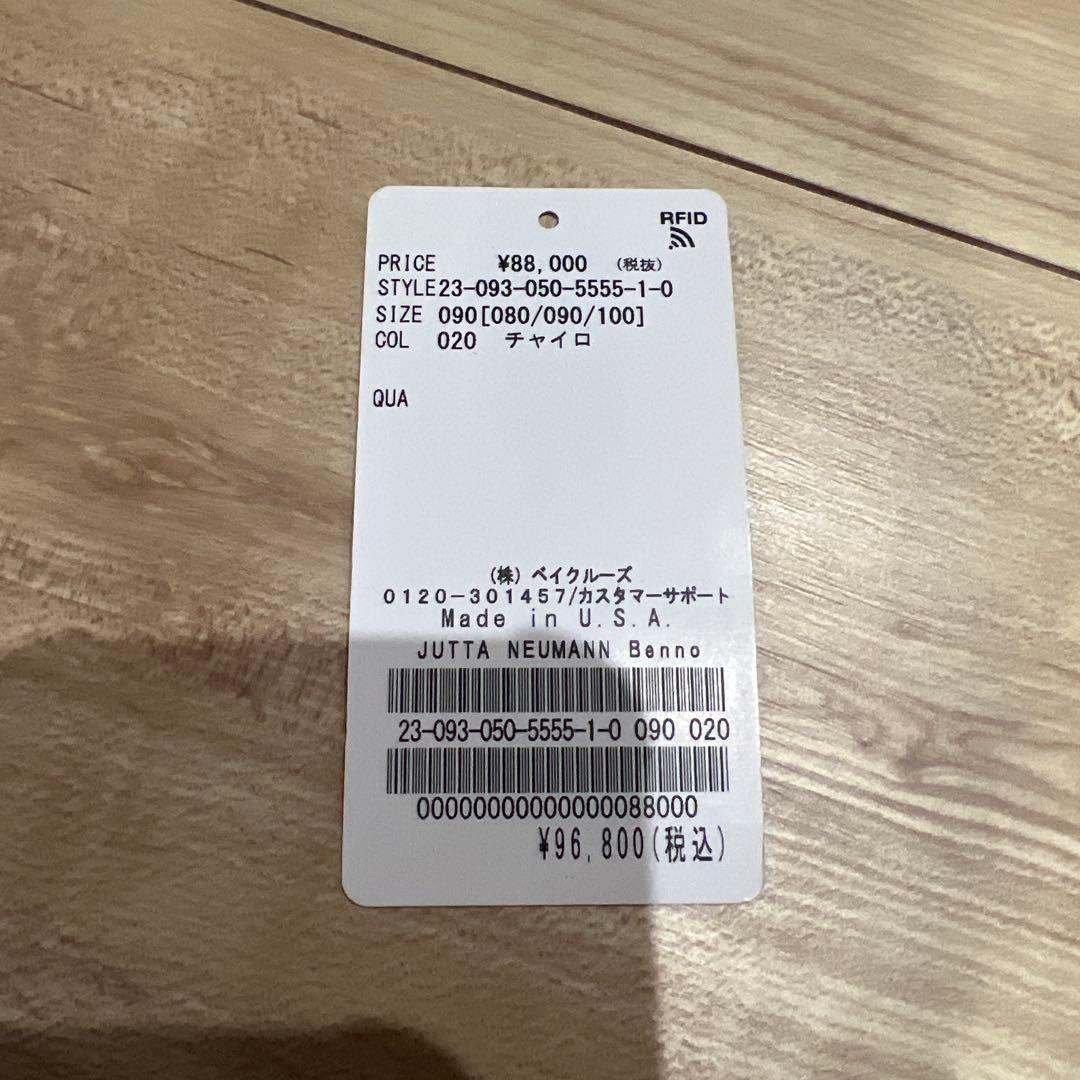 RFID
PRICE ¥88,000 (税抜)
STYLE 23-093-050-5555-1-0
SIZE 090[080/090/100]
COL 020 チャイロ
QUA
(株) ベイクルーズ
0120-301457/カスタマーサポート
Made in U.S.A.
JUTTA NEUMANN Benno
23-093-050-5555-1-0 090 020
00000000000000088000
¥96,800(税込)